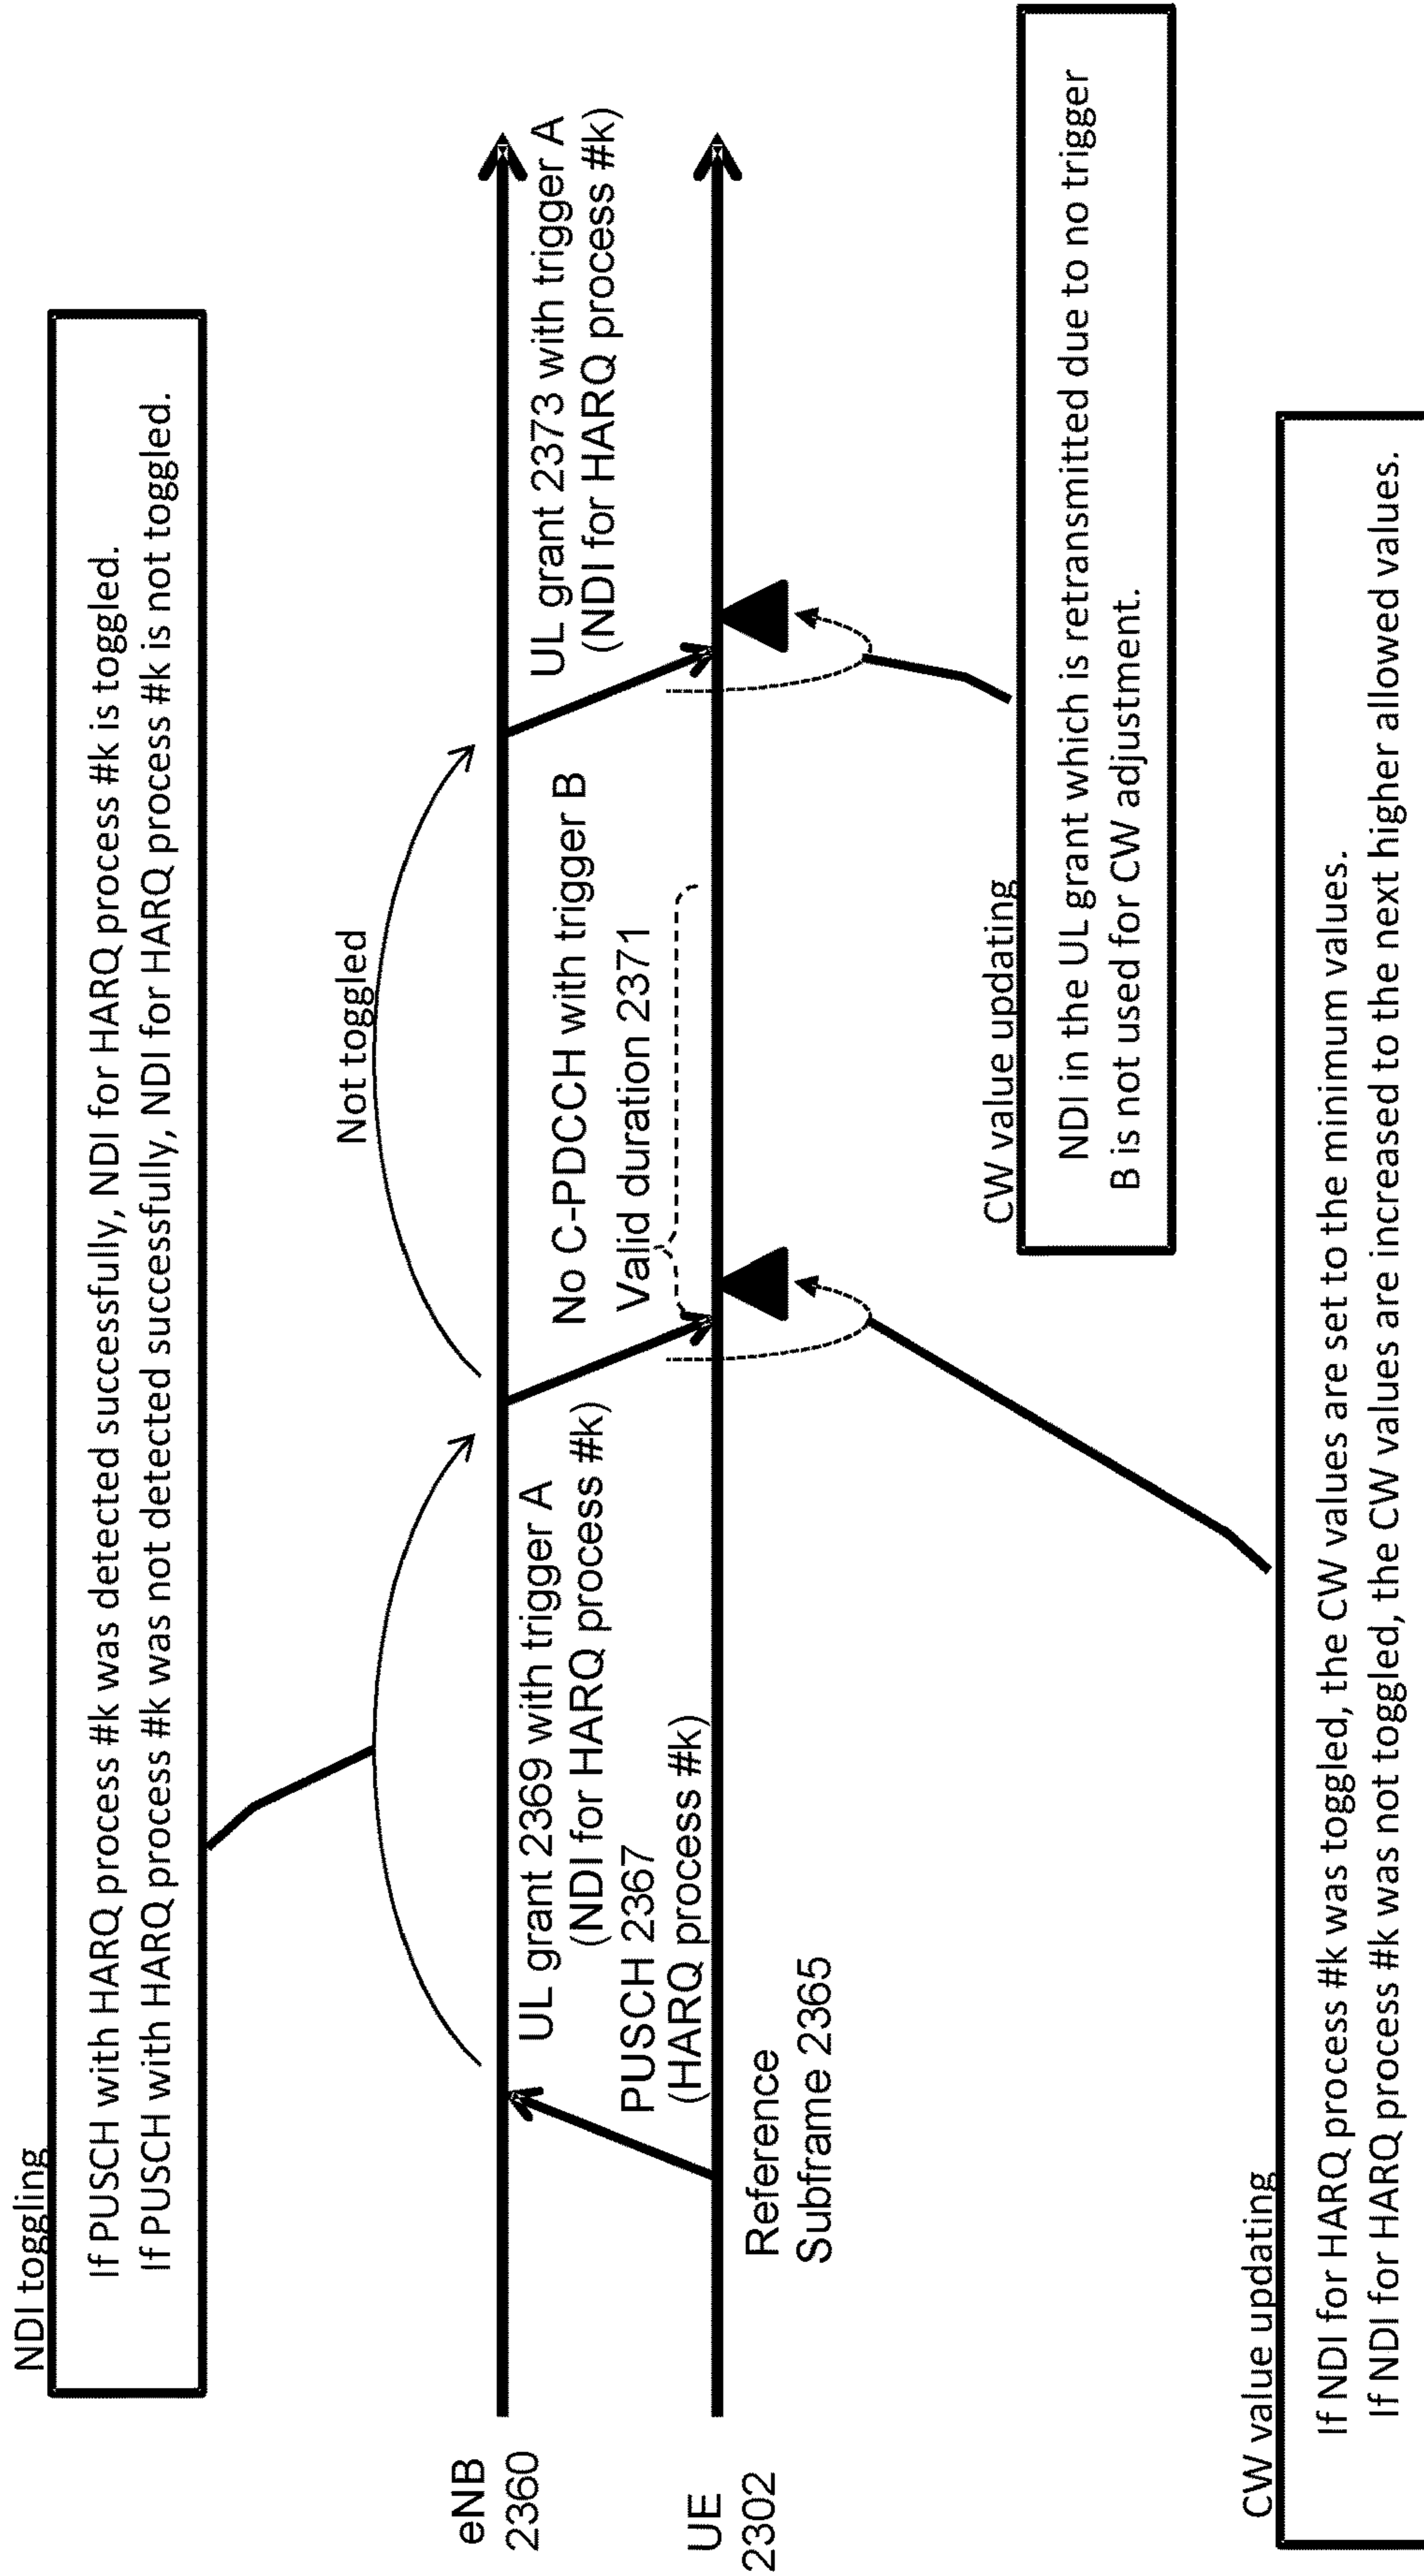 NDI toggling
If PUSCH with HARQ process #k was detected successfully, NDI for HARQ process #k is toggled.
If PUSCH with HARQ process #k was not detected successfully, NDI for HARQ process #k is not toggled.
Not toggled
eNB
2360
UL grant 2369 with trigger A
(NDI for HARQ process #k)
PUSCH 2367
(HARQ process #k)
No C-PDCCH with trigger B
Valid duration 2371
UL grant 2373 with trigger A
(NDI for HARQ process #k)
UE
2302
Reference
Subframe 2365
CW value updating
NDI in the UL grant which is retransmitted due to no trigger
B is not used for CW adjustment.
CW value updating
If NDI for HARQ process #k was toggled, the CW values are set to the minimum values.
If NDI for HARQ process #k was not toggled, the CW values are increased to the next higher allowed values.